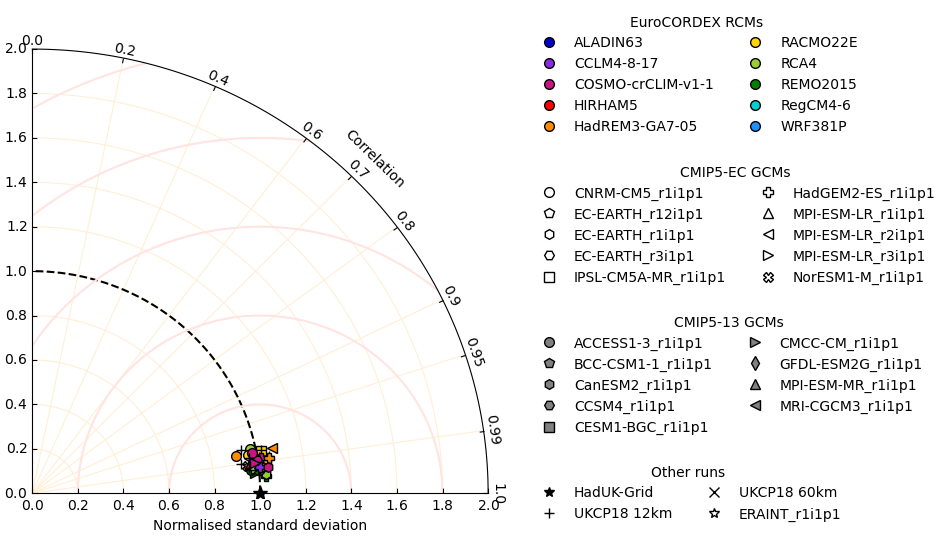 0.0
0.2
0.4
0.6
Correlation
0.7
0.8
0.9
0.95
0.99
1.0
2.0
1.8
1.6
1.4
1.2
1.0
0.8
0.6
0.4
0.2
0.0
0.0 0.2 0.4 0.6 0.8 1.0 1.2 1.4 1.6 1.8 2.0
Normalised standard deviation
EuroCORDEX RCMs
ALADIN63 RACMO22E
CCLM4-8-17 RCA4
COSMO-crCLIM-v1-1 REMO2015
HIRHAM5 RegCM4-6
HadREM3-GA7-05 WRF381P
CMIP5-EC GCMs
CNRM-CM5_r1i1p1 HadGEM2-ES_r1i1p1
EC-EARTH_r12i1p1 MPI-ESM-LR_r1i1p1
EC-EARTH_r1i1p1 MPI-ESM-LR_r2i1p1
EC-EARTH_r3i1p1 MPI-ESM-LR_r3i1p1
IPSL-CM5A-MR_r1i1p1 NorESM1-M_r1i1p1
CMIP5-13 GCMs
ACCESS1-3_r1i1p1 CMCC-CM_r1i1p1
BCC-CSM1-1_r1i1p1 GFDL-ESM2G_r1i1p1
CanESM2_r1i1p1 MPI-ESM-MR_r1i1p1
CCSM4_r1i1p1 MRI-CGCM3_r1i1p1
CESM1-BGC_r1i1p1
Other runs
HadUK-Grid UKCP18 60km
UKCP18 12km ERAINT_r1i1p1